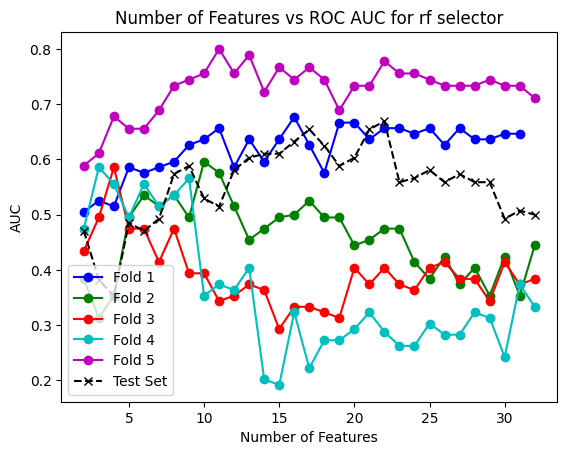 Number of Features vs ROC AUC for rf selector
AUC
0.8
0.7
0.6
0.5
0.4
0.3
0.2
Fold 1
Fold 2
Fold 3
Fold 4
Fold 5
Test Set
5 10 15 20 25 30
Number of Features